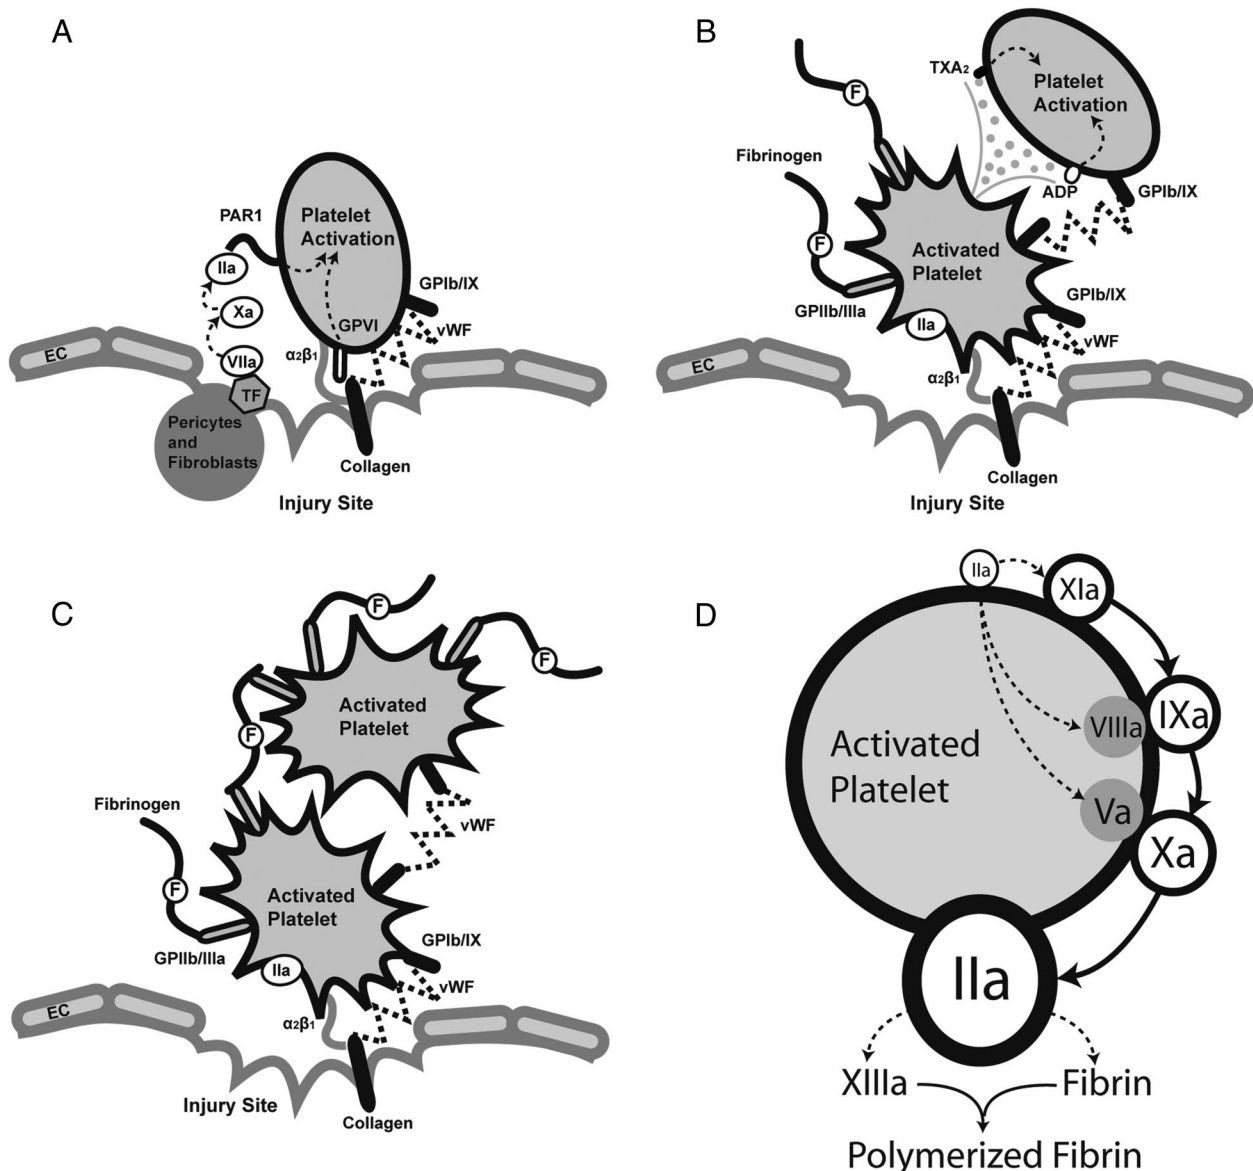 A
PAR1
Platelet
Activation
IIa
Xa
VIIa
TF
GPVI
GPIb/IX
vWF
α2β1
EC
Pericytes
and
Fibroblasts
Collagen
Injury Site
B
TXA2
Platelet
Activation
ADP
GPIb/IX
Fibrinogen
F
F
Activated
Platelet
GPIIb/IIIa
IIa
GPIb/IX
vWF
α2β1
EC
Collagen
Injury Site
C
F
F
F
Activated
Platelet
Fibrinogen
vWF
F
Activated
Platelet
GPIIb/IIIa
IIa
GPIb/IX
vWF
α2β1
EC
Injury Site
Collagen
D
IIa
XIa
IXa
VIIIa
Activated
Platelet
Va
Xa
IIa
XIIIa
Fibrin
Polymerized Fibrin